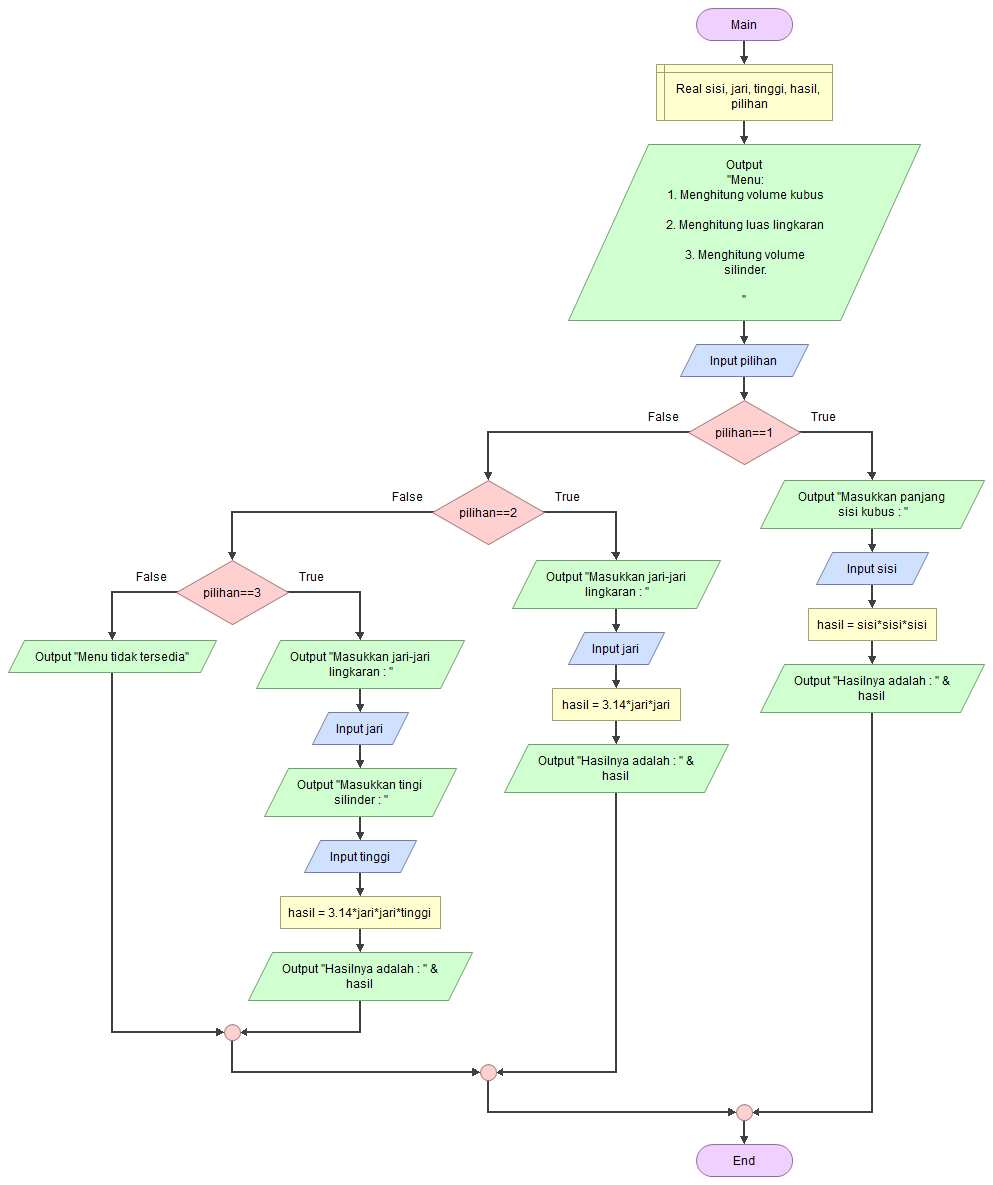 Main
Real sisi, jari, tinggi, hasil,
pilihan
Output
"Menu:
1. Menghitung volume kubus
2. Menghitung luas lingkaran
3. Menghitung volume
silinder.
"
Input pilihan
False
True
pilihan==1
False
True
pilihan==2
Output "Masukkan panjang
sisi kubus : "
Input sisi
hasil = sisi*sisi*sisi
Output "Hasilnya adalah : " &
hasil
False
True
pilihan==3
Output "Masukkan jari-jari
lingkaran : "
Input jari
hasil = 3.14*jari*jari
Output "Hasilnya adalah : " &
hasil
Output "Menu tidak tersedia"
Output "Masukkan jari-jari
lingkaran : "
Input jari
Output "Masukkan tingi
silinder : "
Input tinggi
hasil = 3.14*jari*jari*tinggi
Output "Hasilnya adalah : " &
hasil
End